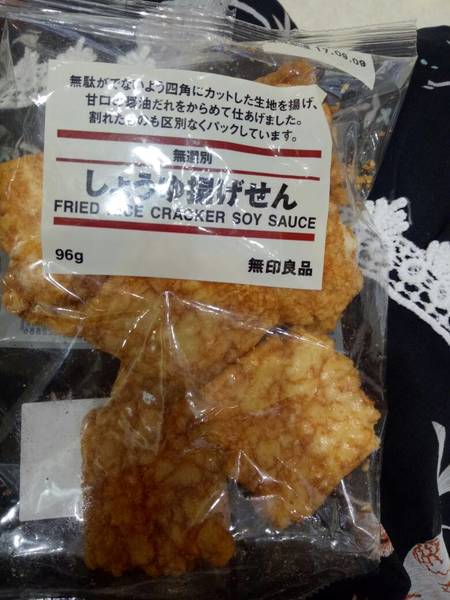 17.09.09
無駄がでないよう四角にカットした生地を揚げ、
甘口の醤油だれをからめて仕あげました。
割れたものも区別なくパックしています。
無選別
しょうゆ揚げせん
FRIED RICE CRACKER SOY SAUCE
96g
無印良品